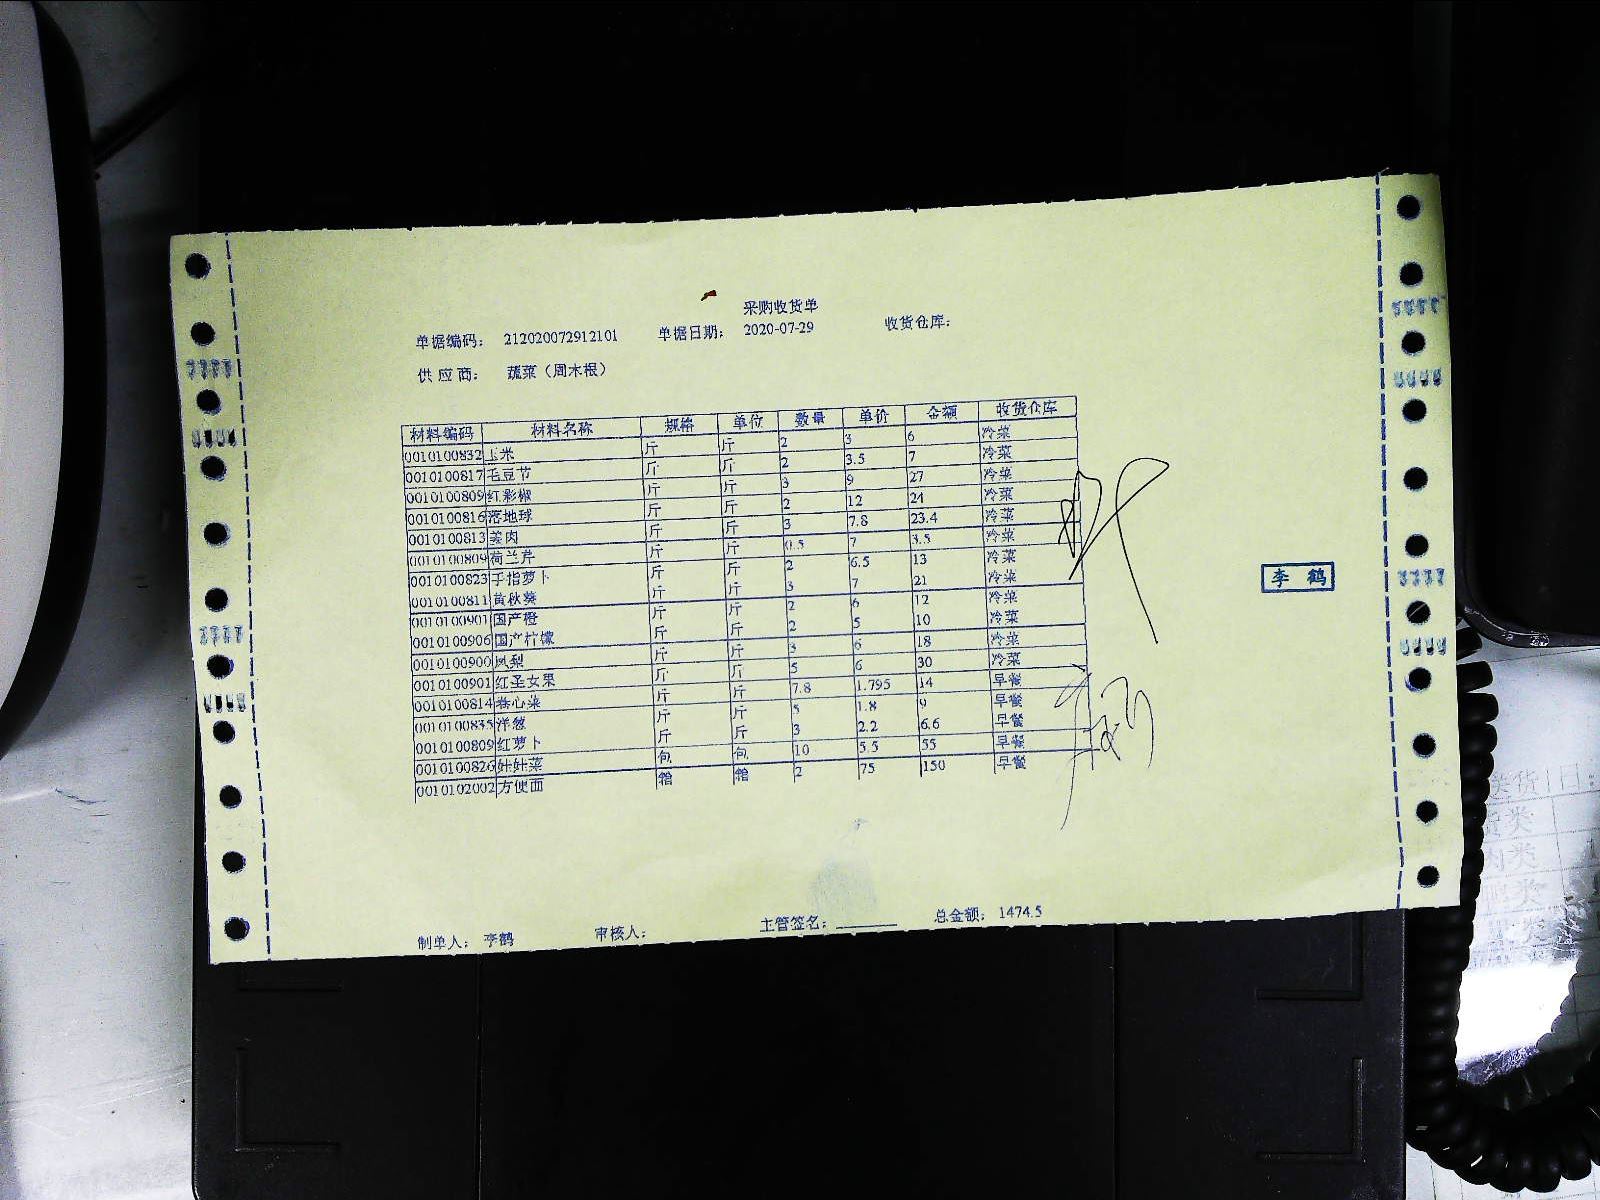 采购收货单
单据编码: 212020072912101 单据日期: 2020-07-29 收货仓库:
供应商: 蔬菜(周木根)
材料编码 材料名称 规格 单位 数量 单价 金额 收货仓库
0010100832 玉米 斤 斤 2 3 6 冷菜
0010100817 毛豆节 斤 斤 2 3.5 7 冷菜
0010100809 红彩椒 斤 斤 3 9 27 冷菜
0010100816 落地球 斤 斤 2 12 24 冷菜
0010100813 姜肉 斤 斤 3 7.8 23.4 冷菜
0010100809 荷兰芹 斤 斤 0.5 7 3.5 冷菜
0010100823 手指萝卜 斤 斤 2 6.5 13 冷菜
0010100811 黄秋葵 斤 斤 3 7 21 冷菜
0010100901 国产橙 斤 斤 2 6 12 冷菜
0010100906 国产柠檬 斤 斤 2 5 10 冷菜
0010100900 凤梨 斤 斤 3 6 18 冷菜
0010100901 红圣女果 斤 斤 5 6 30 冷菜
0010100814 卷心菜 斤 斤 7.8 1.795 14 早餐
0010100835 洋葱 斤 斤 5 1.8 9 早餐
0010100809 红萝卜 斤 斤 3 2.2 6.6 早餐
0010100826 娃娃菜 包 包 10 5.5 55 早餐
0010102002 方便面 箱 箱 2 75 150 早餐
李鹤
制单人: 李鹤 审核人: 主管签名: 总金额: 1474.5